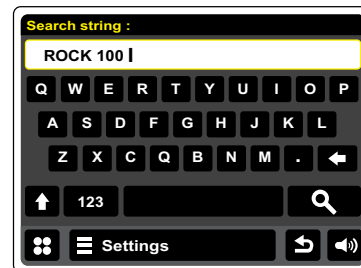 Search string :
ROCK 100
Q W E R T Y U I O P
A S D F G H J K L
Z X C Q B N M .
123
Settings